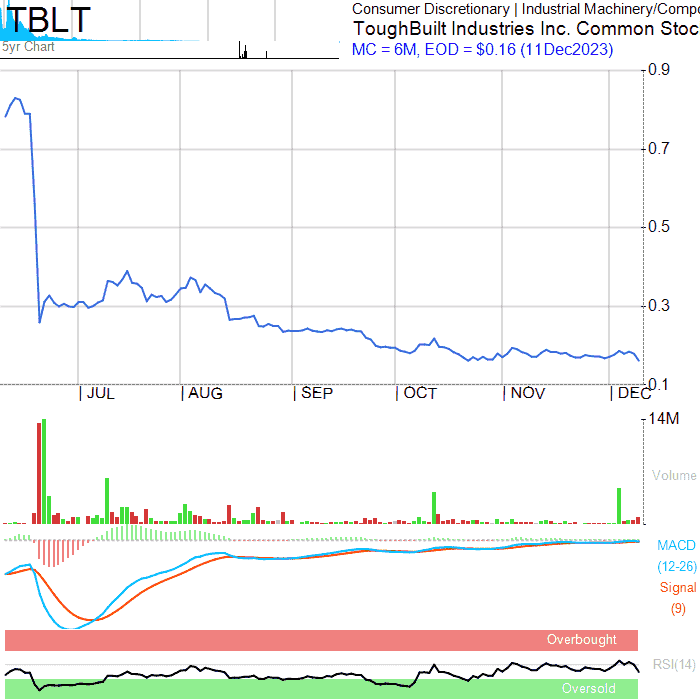 TBLT
5yr Chart
Consumer Discretionary | Industrial Machinery/Compo
ToughBuilt Industries Inc. Common Stoc
MC = 6M, EOD = $0.16 (11Dec2023)
0.9
0.7
0.5
0.3
0.1
JUL AUG SEP OCT NOV DEC
14M
Volume
MACD
(12-26)
Signal
(9)
Overbought
RSI(14)
Oversold